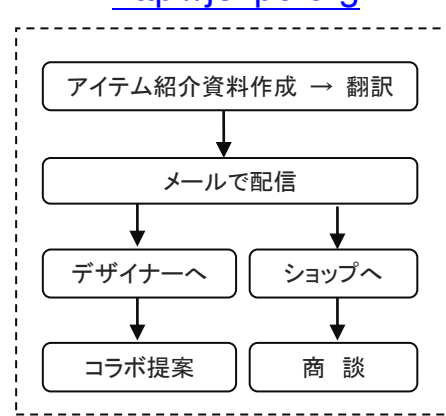 アイテム紹介資料作成 → 翻訳
メールで配信
デザイナーへ
ショップへ
コラボ提案
商 談